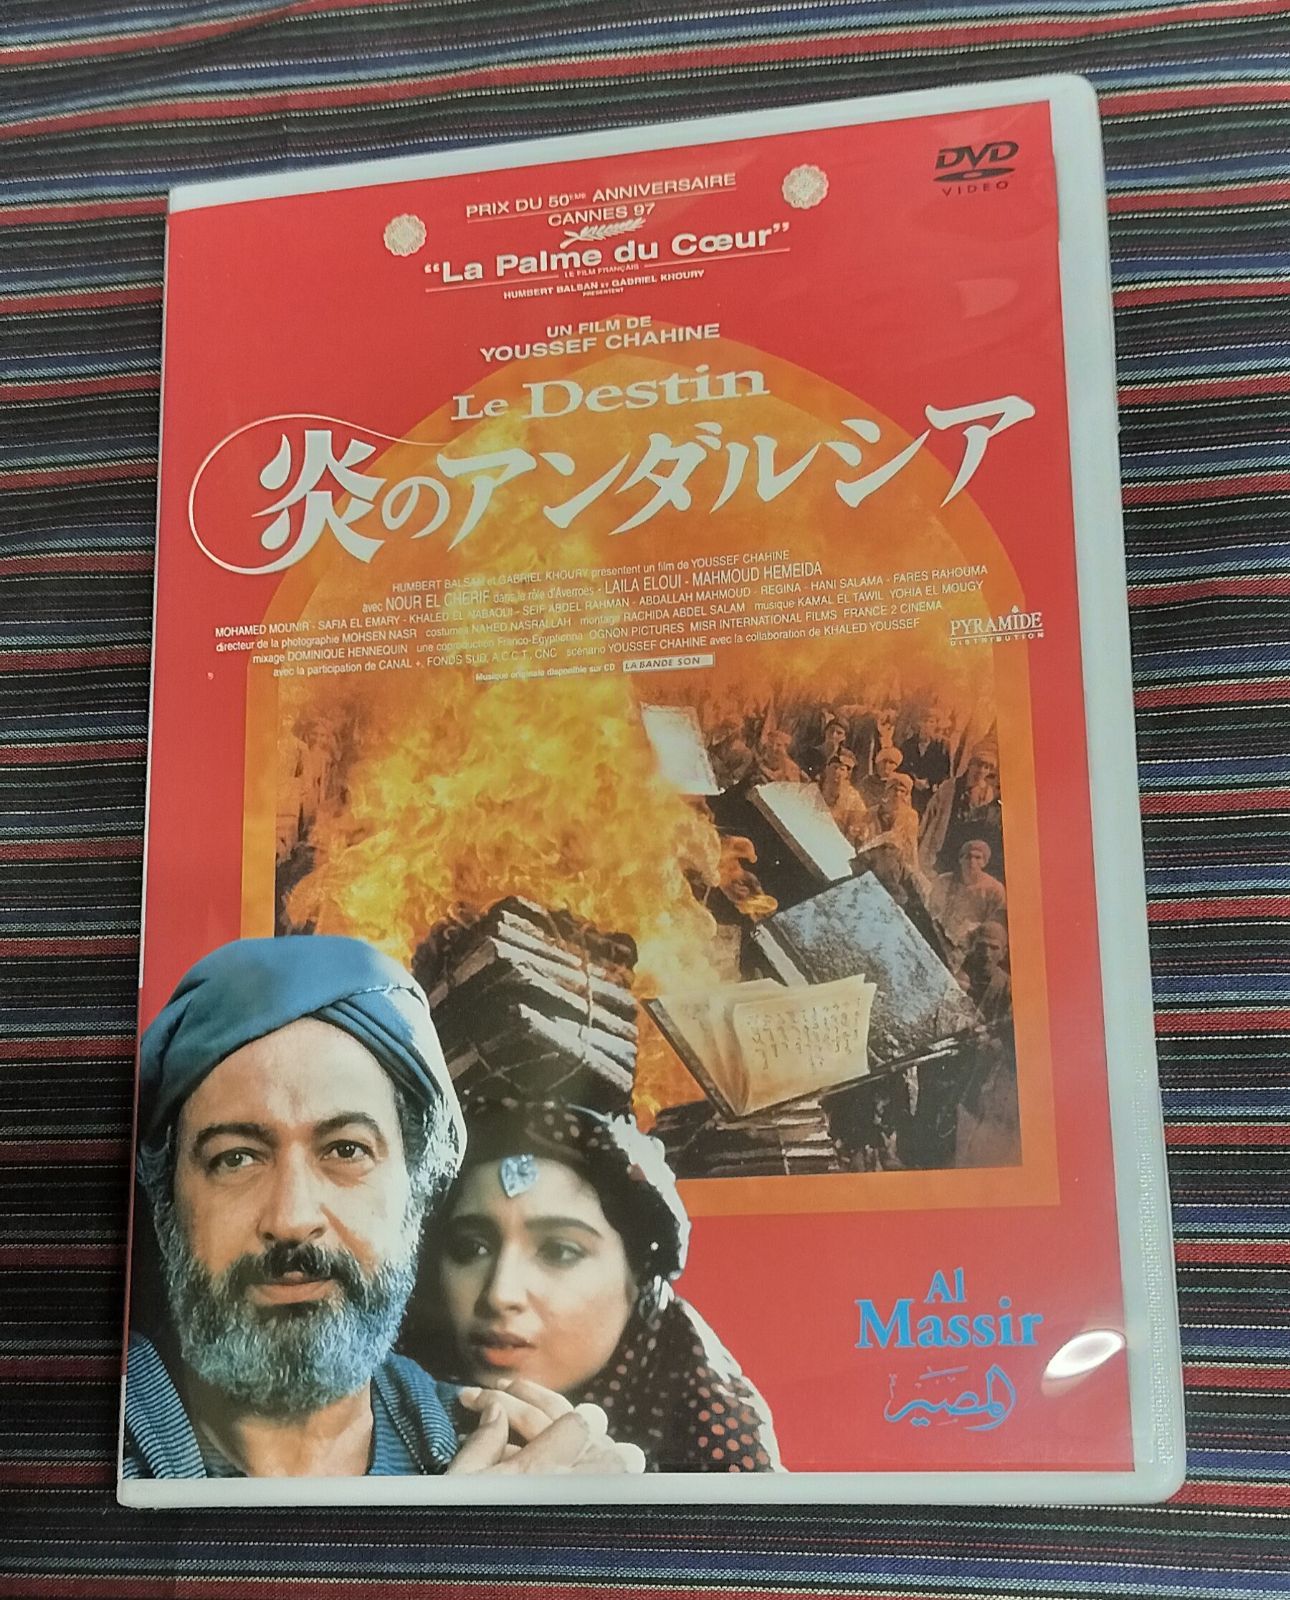 DVD
VIDEO
PRIX DU 50ème ANNIVERSAIRE
CANNES 97
"La Palme du Cœur"
LE FILM FRANÇAIS
HUMBERT BALSAN ET GABRIEL KHOURY
PRÉSENTENT
UN FILM DE
YOUSSEF CHAHINE
Le Destin
炎のアンダルシア
HUMBERT BALSAN et GABRIEL KHOURY présentent un film de YOUSSEF CHAHINE
avec NOUR EL CHERIF dans le rôle d'Averroes - LAILA ELOUI - MAHMOUD HEMEIDA
MOHAMED MOUNIR - SAFIA EL EMARY - KHALED EL NABAOUI - SEIF ABDEL RAHMAN - ABDALLAH MAHMOUD - REGINA - HANI SALAMA - FARES RAHOUMA
directeur de la photographie MOHSEN NASR costumes NAHED NASRALLAH montage RACHIDA ABDEL SALAM musique KAMAL EL TAWIL YOHIA EL MOUGY
mixage DOMINIQUE HENNEQUIN une coproduction Franco-Egyptienne OGNON PICTURES MISR INTERNATIONAL FILMS FRANCE 2 CINEMA
avec la participation de CANAL +, FONDS SUD, A.C.C.T., CNC scénario YOUSSEF CHAHINE avec la collaboration de KHALED YOUSSEF
Musique originale disponible sur CD LA BANDE SON
PYRAMIDE
DISTRIBUTION
Al
Massir
المصير